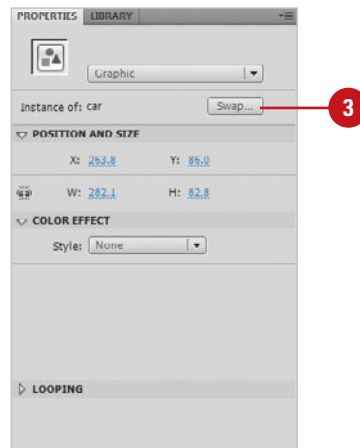 PROPERTIES LIBRARY
Graphic
Instance of: car Swap...
3
POSITION AND SIZE
X: 263.8 Y: 86.0
W: 282.1 H: 82.8
COLOR EFFECT
Style: None
LOOPING